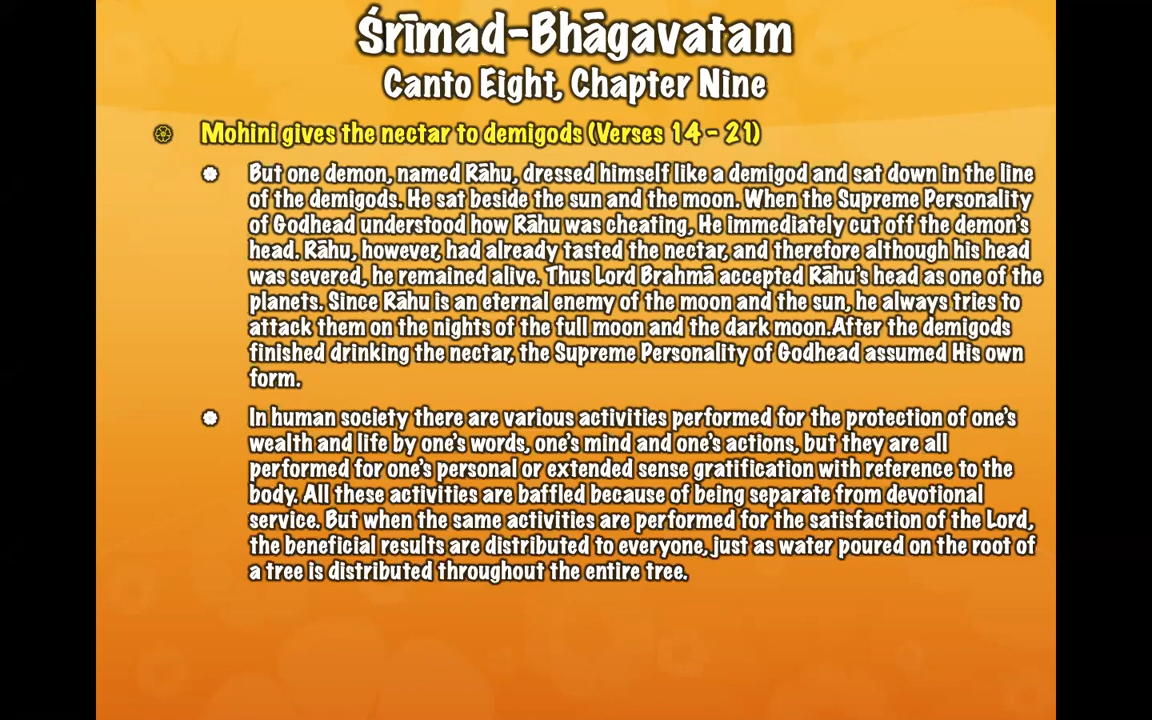 Śrīmad-Bhāgavatam
Canto Eight, Chapter Nine
Mohini gives the nectar to demigods (Verses 14 – 21)
But one demon, named Rāhu, dressed himself like a demigod and sat down in the line
of the demigods. He sat beside the sun and the moon. When the Supreme Personality
of Godhead understood how Rāhu was cheating, He immediately cut off the demon's
head. Rāhu, however, had already tasted the nectar, and therefore although his head
was severed, he remained alive. Thus Lord Brahmā accepted Rāhu's head as one of the
planets. Since Rāhu is an eternal enemy of the moon and the sun, he always tries to
attack them on the nights of the full moon and the dark moon.After the demigods
finished drinking the nectar, the Supreme Personality of Godhead assumed His own
form.
In human society there are various activities performed for the protection of one's
wealth and life by one's words, one's mind and one's actions, but they are all
performed for one's personal or extended sense gratification with reference to the
body. All these activities are baffled because of being separate from devotional
service. But when the same activities are performed for the satisfaction of the Lord,
the beneficial results are distributed to everyone, just as water poured on the root of
a tree is distributed throughout the entire tree.